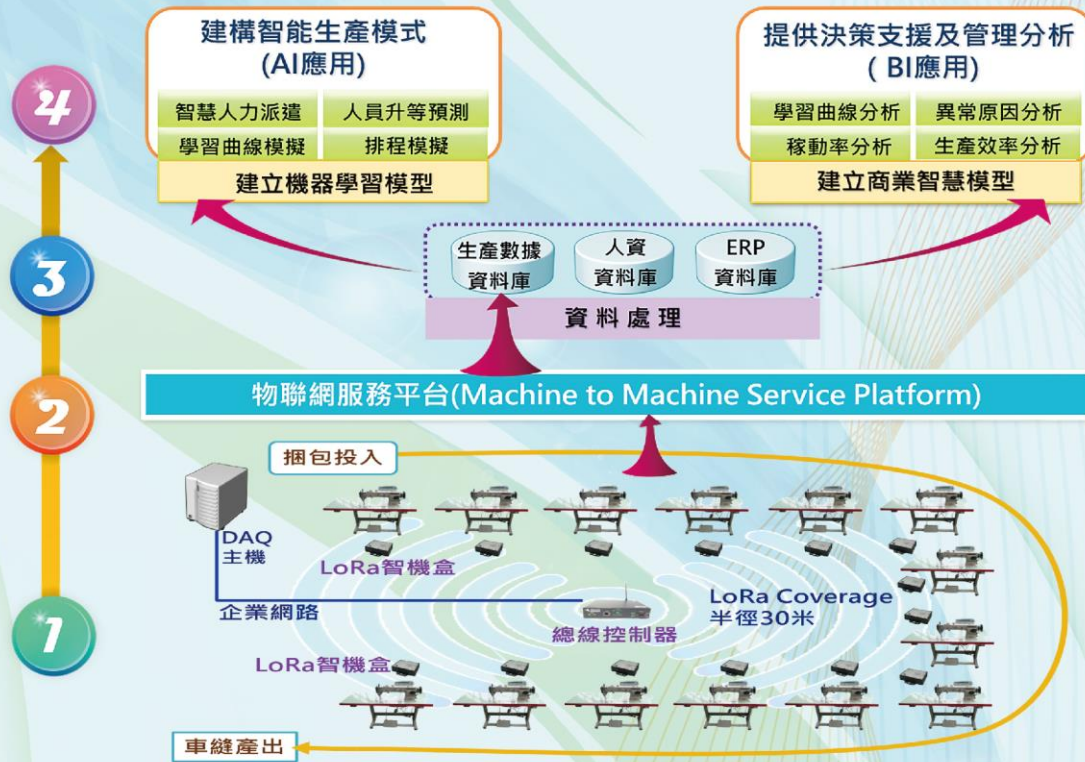 建構智能生產模式
(AI應用)
智慧人力派遣
人員升等預測
學習曲線模擬
排程模擬
建立機器學習模型
提供決策支援及管理分析
( BI應用)
學習曲線分析
異常原因分析
稼動率分析
生產效率分析
建立商業智慧模型
4
3
生產數據
資料庫
人資
資料庫
ERP
資料庫
資料處理
2
物聯網服務平台(Machine to Machine Service Platform)
捆包投入
DAQ
主機
LoRa智機盒
企業網路
總線控制器
LoRa Coverage
半徑30米
1
LoRa智機盒
車縫產出